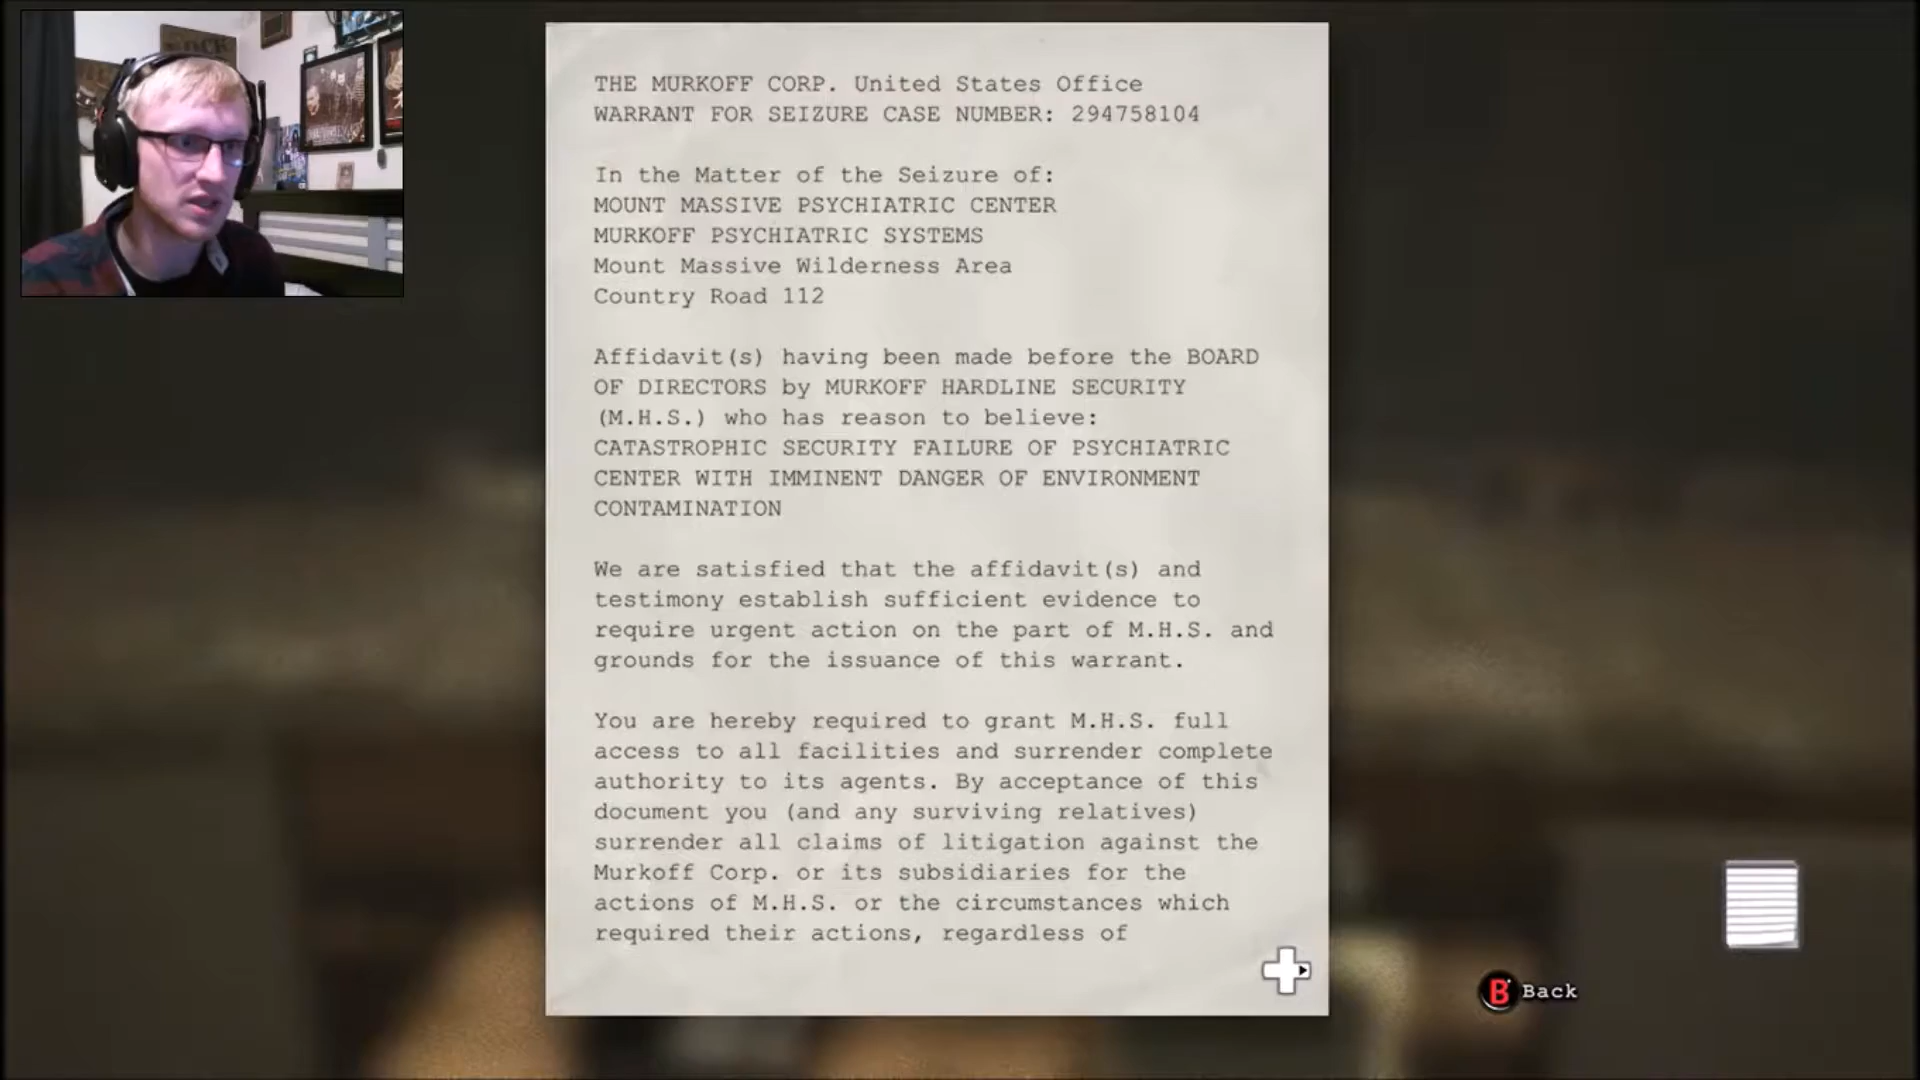 THE MURKOFF CORP. United States Office
WARRANT FOR SEIZURE CASE NUMBER: 294758104
In the Matter of the Seizure of:
MOUNT MASSIVE PSYCHIATRIC CENTER
MURKOFF PSYCHIATRIC SYSTEMS
Mount Massive Wilderness Area
Country Road 112
Affidavit(s) having been made before the BOARD
OF DIRECTORS by MURKOFF HARDLINE SECURITY
(M.H.S.) who has reason to believe:
CATASTROPHIC SECURITY FAILURE OF PSYCHIATRIC
CENTER WITH IMMINENT DANGER OF ENVIRONMENT
CONTAMINATION
We are satisfied that the affidavit(s) and
testimony establish sufficient evidence to
require urgent action on the part of M.H.S. and
grounds for the issuance of this warrant.
You are hereby required to grant M.H.S. full
access to all facilities and surrender complete
authority to its agents. By acceptance of this
document you (and any surviving relatives)
surrender all claims of litigation against the
Murkoff Corp. or its subsidiaries for the
actions of M.H.S. or the circumstances which
required their actions, regardless of
B Back